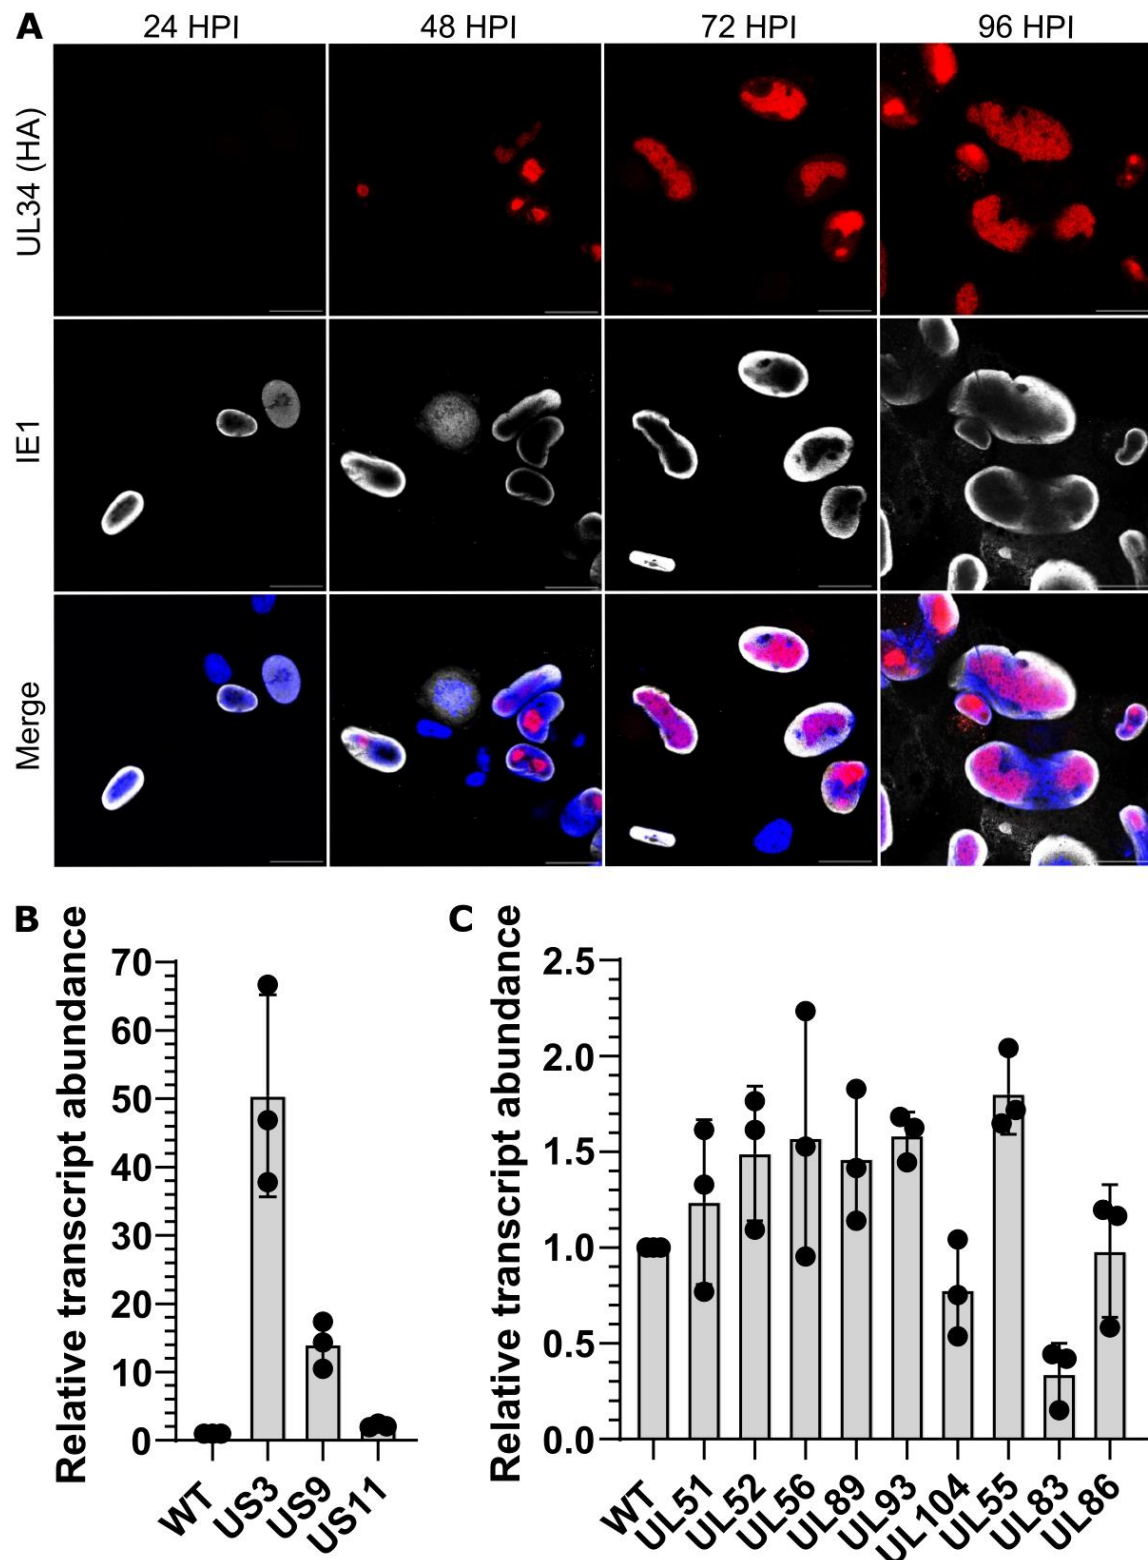 A
24 HPI 48 HPI 72 HPI 96 HPI
UL34 (HA)
IE1
Merge
B
Relative transcript abundance
70
60
50
40
30
20
10
0
WT US3 US9 US11
C
Relative transcript abundance
2.5
2.0
1.5
1.0
0.5
0.0
WT UL51 UL52 UL56 UL89 UL93 UL104 UL55 UL83 UL86